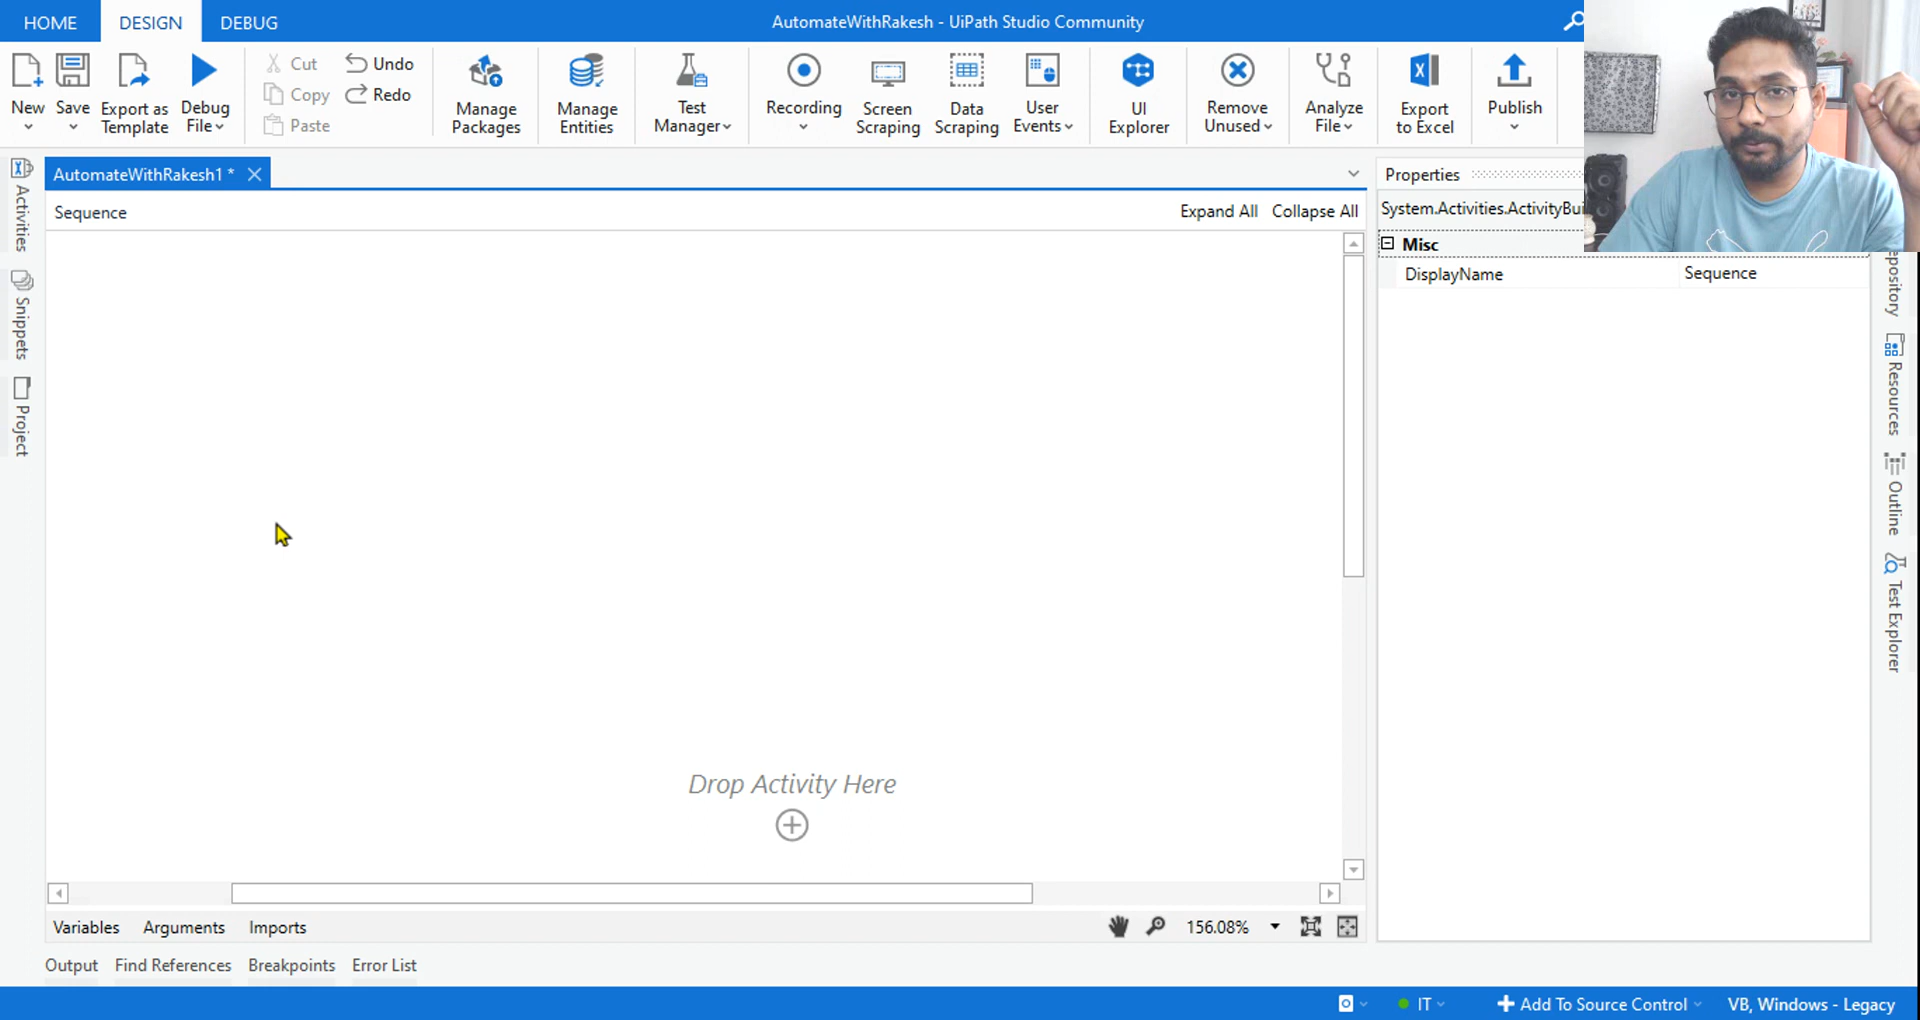 HOME DESIGN DEBUG AutomateWithRakesh - UiPath Studio Community
New Save Export as Template Debug File
Cut Undo
Copy Redo
Paste
Manage Packages Manage Entities Test Manager Recording Screen Scraping Data Scraping User Events UI Explorer Remove Unused Analyze File Export to Excel Publish
AutomateWithRakesh1 *
Properties
Sequence Expand All Collapse All
System.Activities.ActivityBui
Misc
DisplayName Sequence
Activities
Snippets
Project
epository
Resources
Outline
Test Explorer
Drop Activity Here
Variables Arguments Imports 156.08%
Output Find References Breakpoints Error List
IT Add To Source Control VB, Windows - Legacy